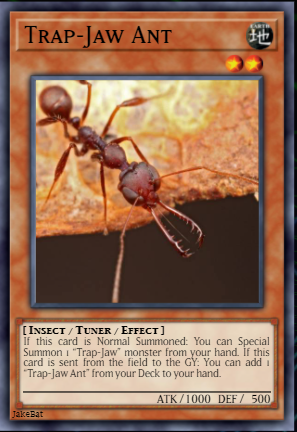 Trap-Jaw Ant
EARTH
地
[ Insect / Tuner / Effect ]
If this card is Normal Summoned: You can Special
Summon 1 "Trap-Jaw" monster from your hand. If this
card is sent from the field to the GY: You can add 1
"Trap-Jaw Ant" from your Deck to your hand.
ATK/1000 DEF/ 500
JakeBat